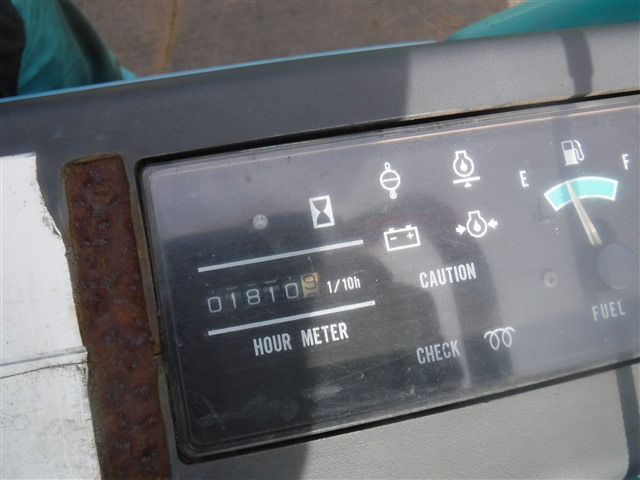 E F
018109 1/10h
CAUTION
HOUR METER
FUEL
CHECK